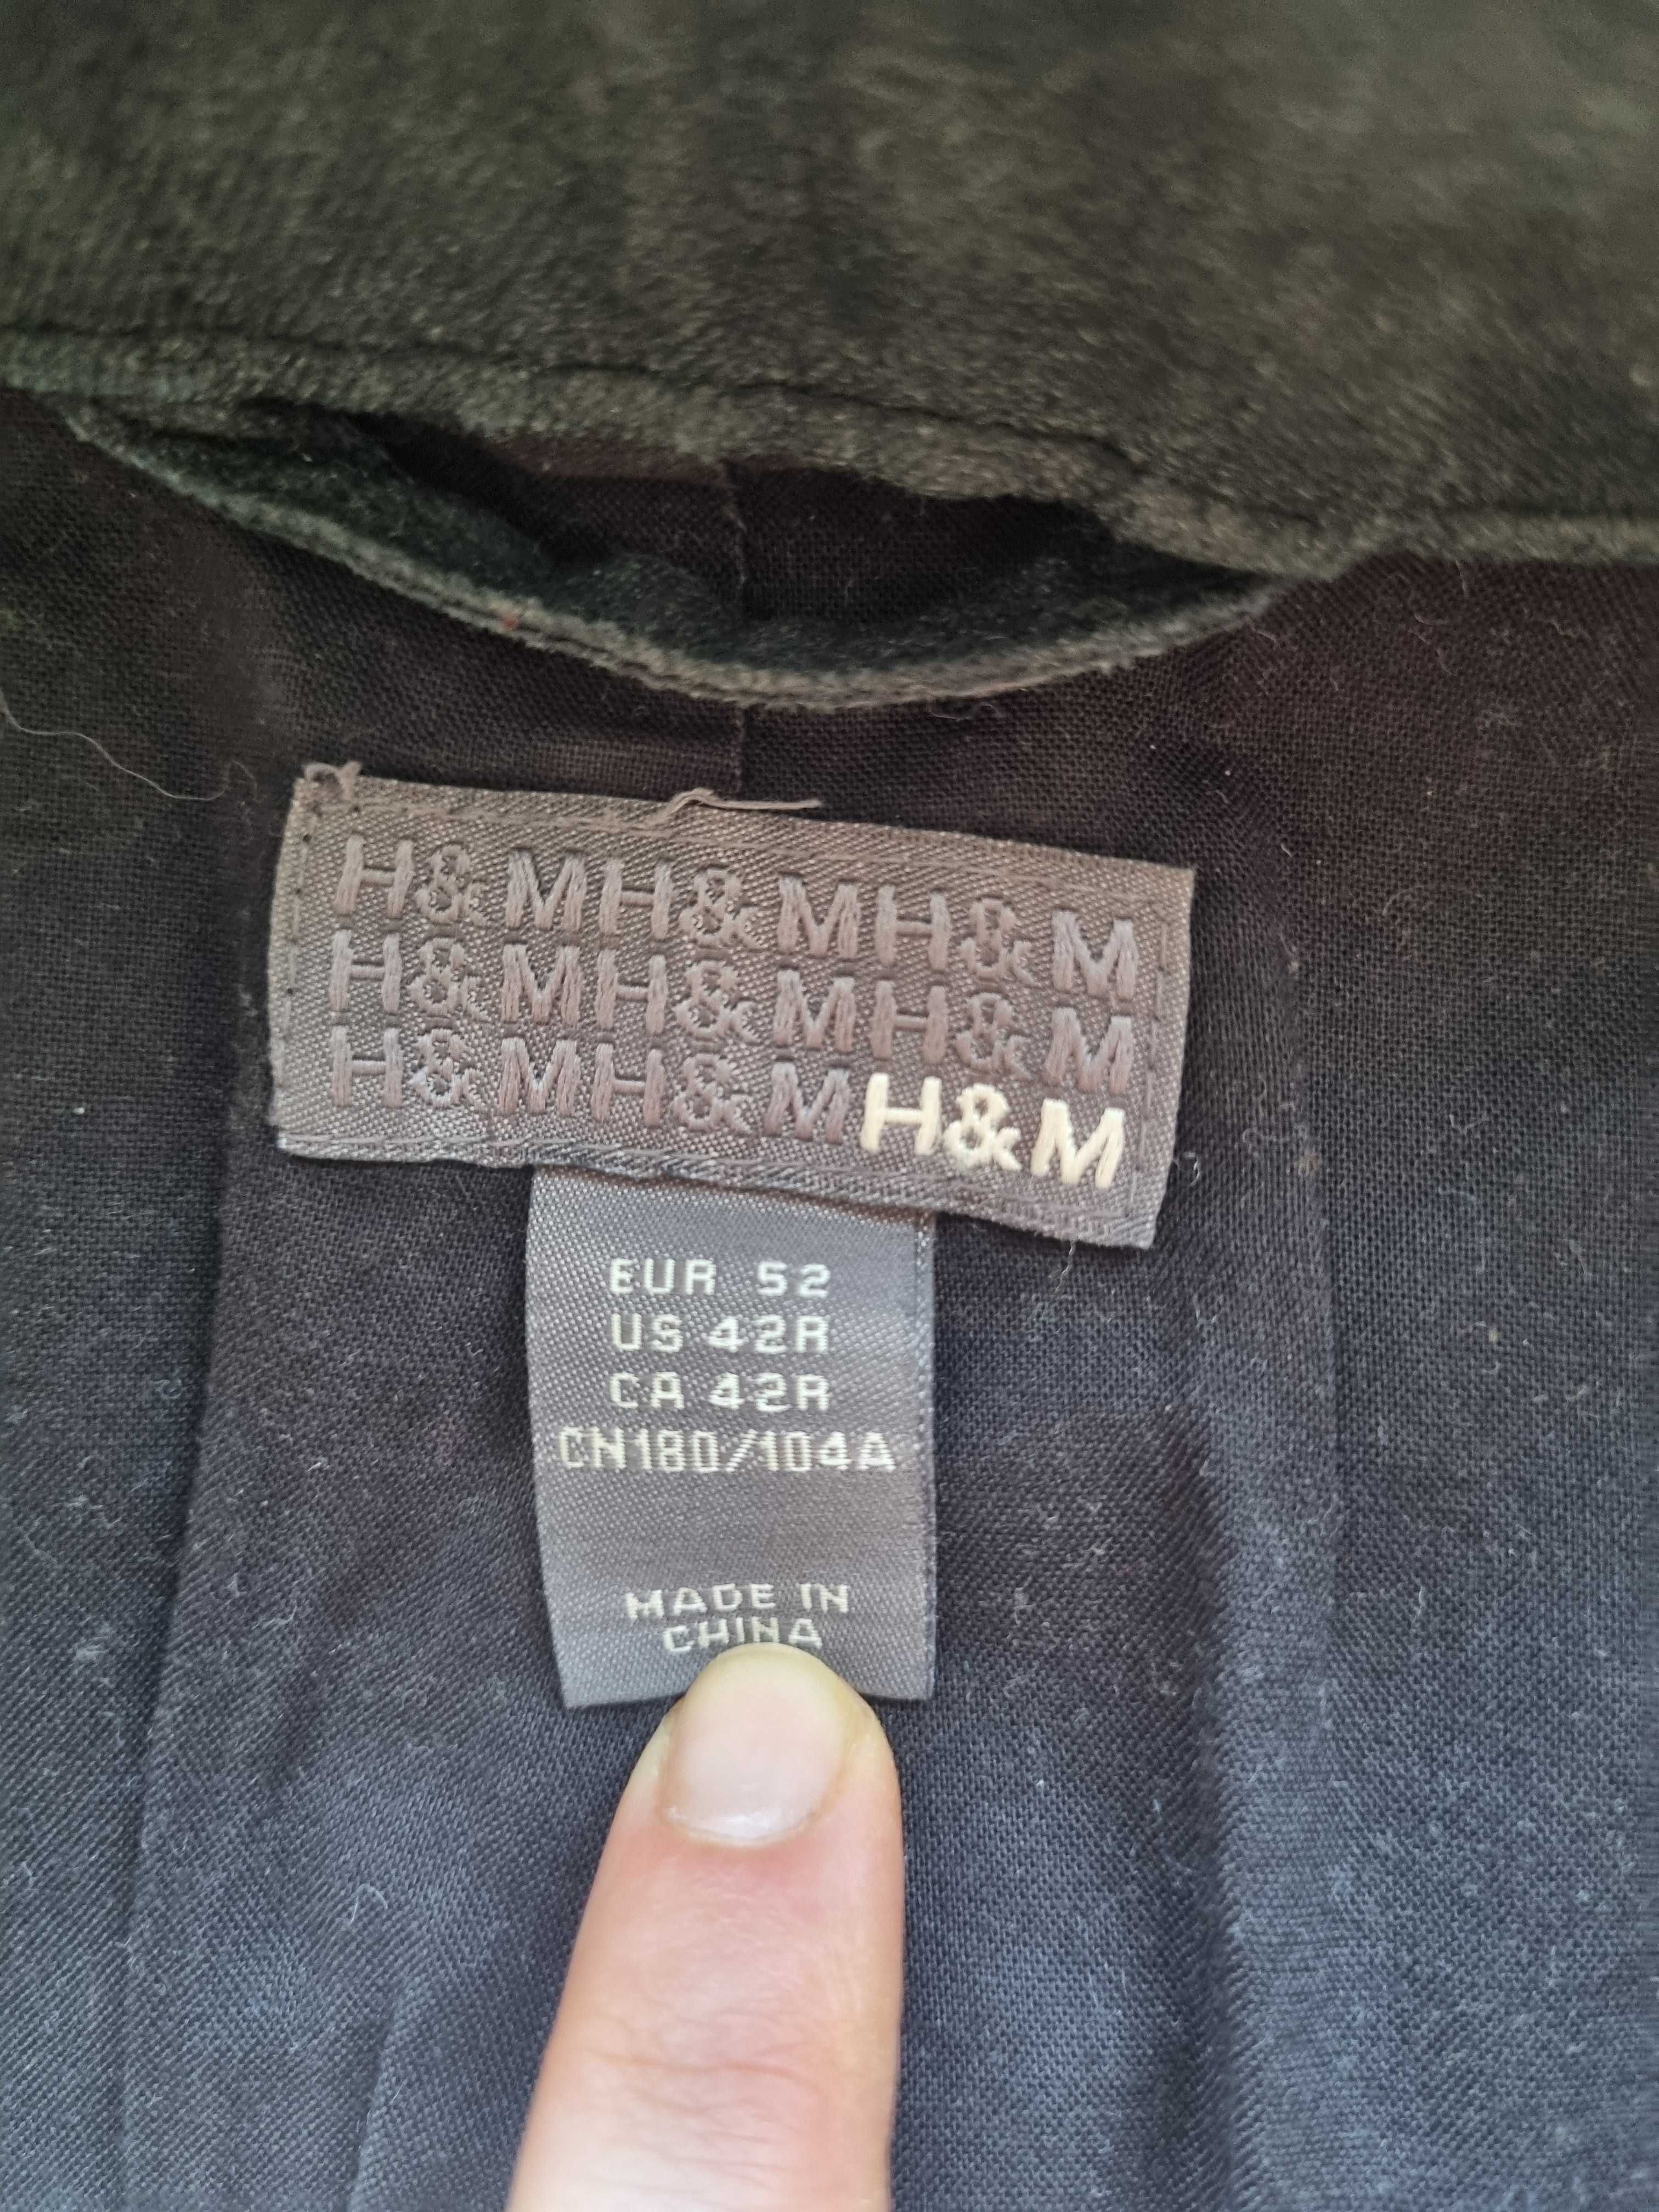 H&MH&MH&M
H&MH&MH&M
H&MH&MH&M
EUR 52
US 42R
CA 42R
CN180/104A
MADE IN
CHINA